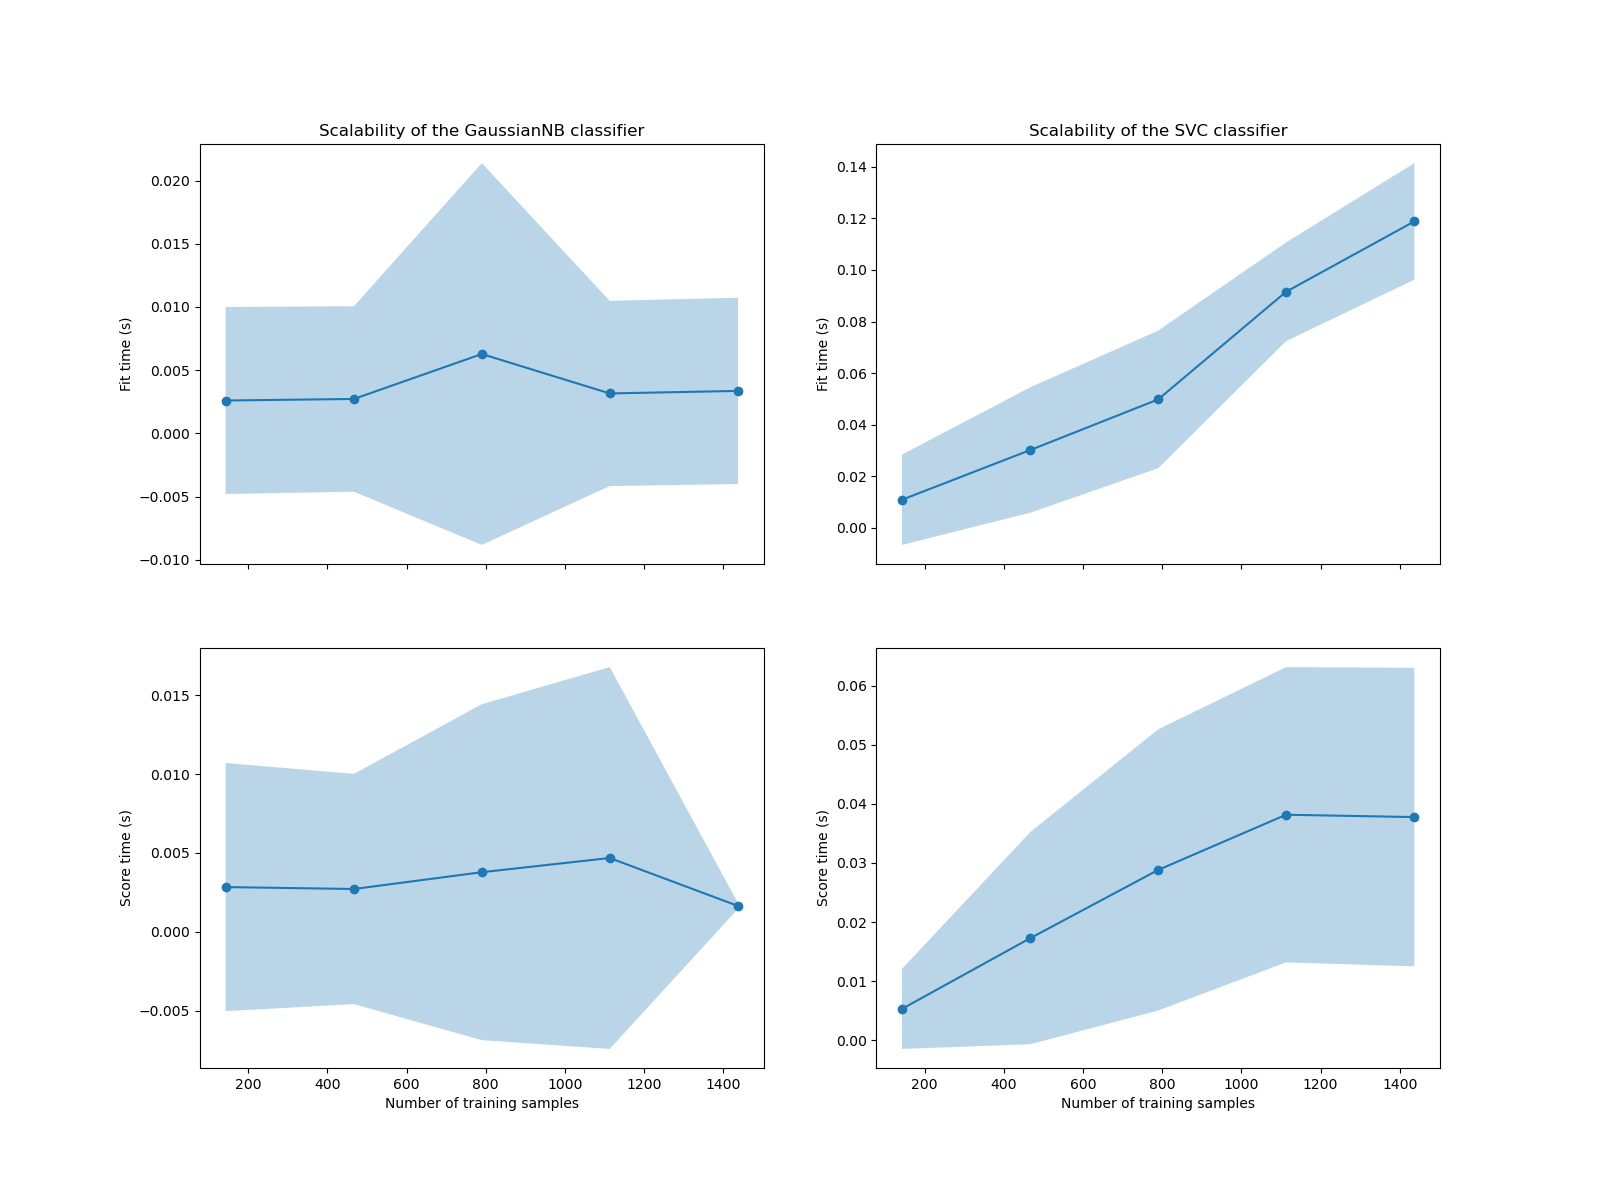 Scalability of the GaussianNB classifier
Fit time (s)
0.020
0.015
0.010
0.005
0.000
−0.005
−0.010
Scalability of the SVC classifier
Fit time (s)
0.14
0.12
0.10
0.08
0.06
0.04
0.02
0.00
Score time (s)
0.015
0.010
0.005
0.000
−0.005
200 400 600 800 1000 1200 1400
Number of training samples
Score time (s)
0.06
0.05
0.04
0.03
0.02
0.01
0.00
200 400 600 800 1000 1200 1400
Number of training samples